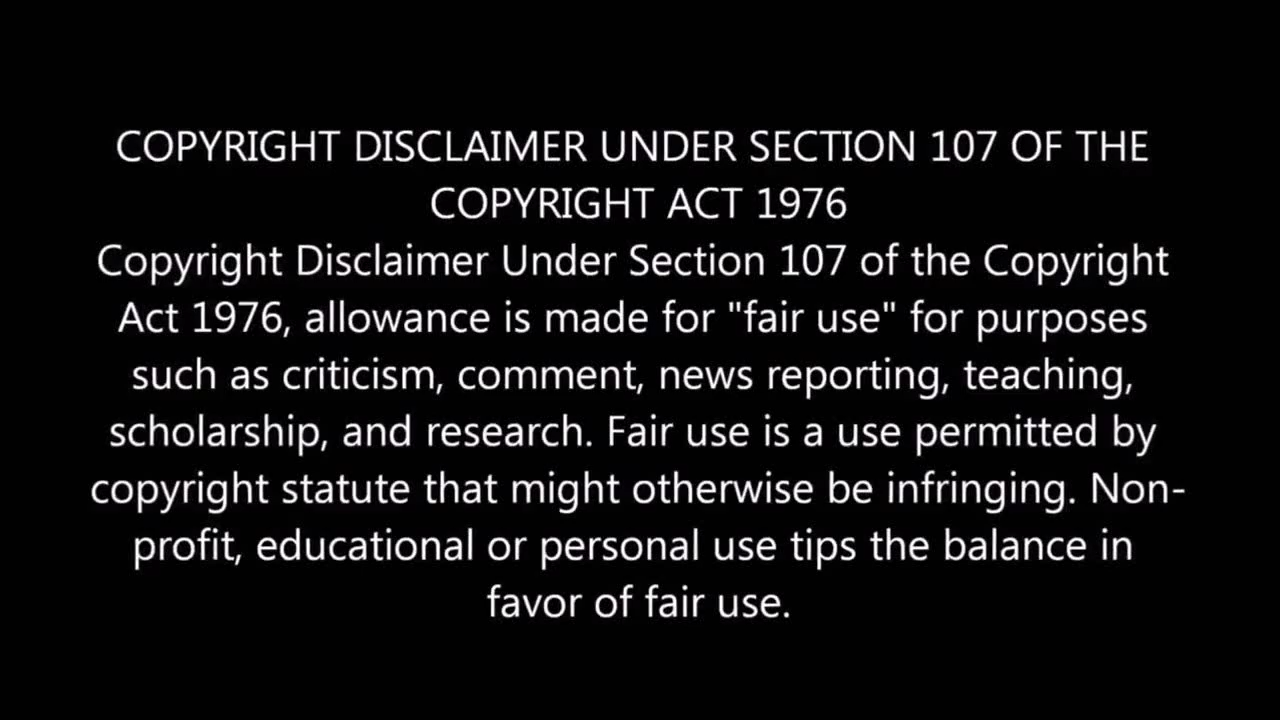 COPYRIGHT DISCLAIMER UNDER SECTION 107 OF THE
COPYRIGHT ACT 1976
Copyright Disclaimer Under Section 107 of the Copyright
Act 1976, allowance is made for "fair use" for purposes
such as criticism, comment, news reporting, teaching,
scholarship, and research. Fair use is a use permitted by
copyright statute that might otherwise be infringing. Non-
profit, educational or personal use tips the balance in
favor of fair use.